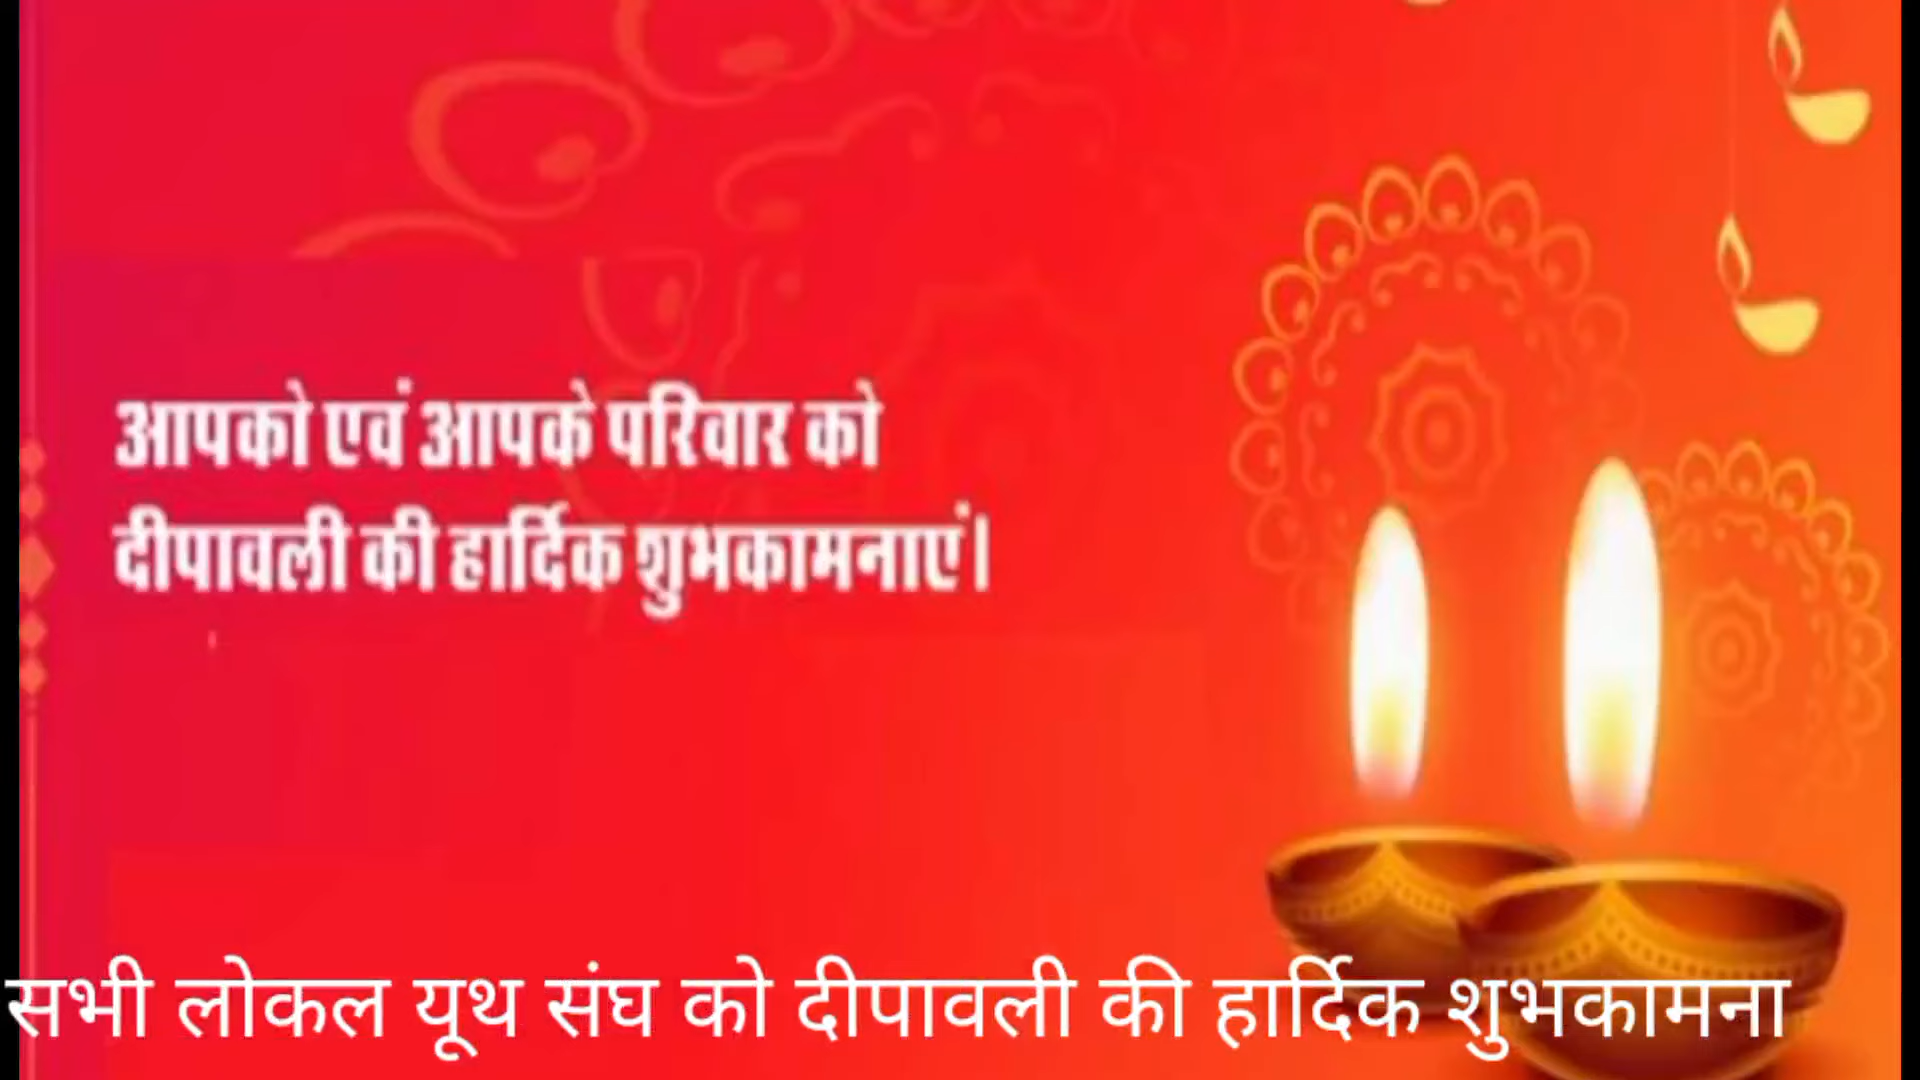 आपको एवं आपके परिवार को
दीपावली की हार्दिक शुभकामनाएं।
सभी लोकल यूथ संघ को दीपावली की हार्दिक शुभकामना